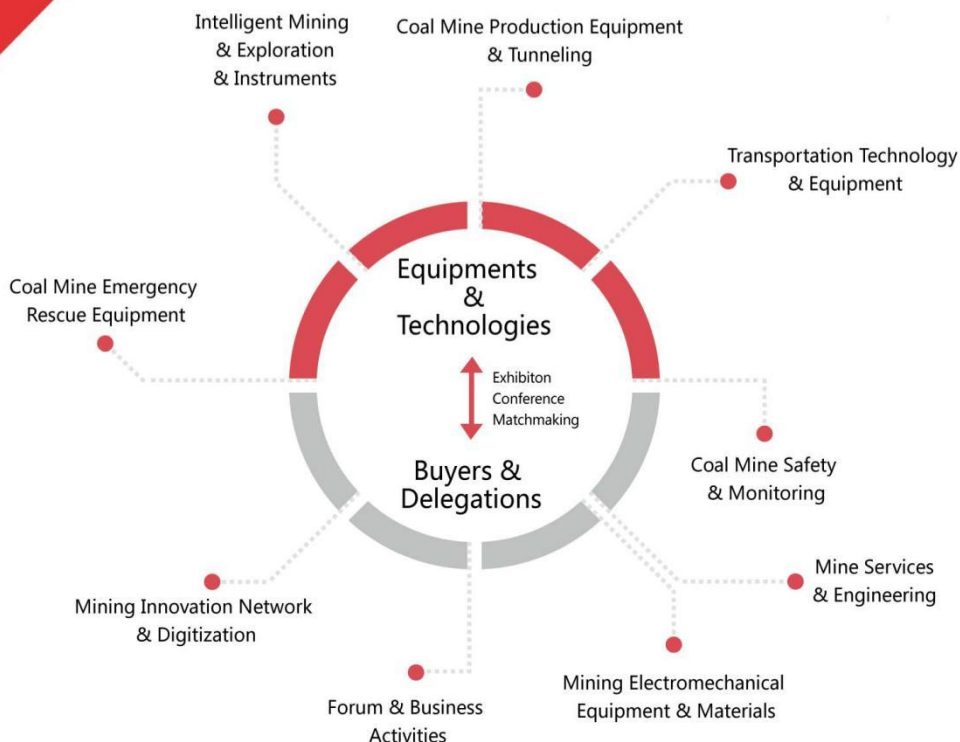 Intelligent Mining
& Exploration
& Instruments
Coal Mine Production Equipment
& Tunneling
Transportation Technology
& Equipment
Coal Mine Emergency
Rescue Equipment
Equipments
&
Technologies
Exhibiton
Conference
Matchmaking
Buyers &
Delegations
Coal Mine Safety
& Monitoring
Mine Services
& Engineering
Mining Innovation Network
& Digitization
Mining Electromechanical
Equipment & Materials
Forum & Business
Activities